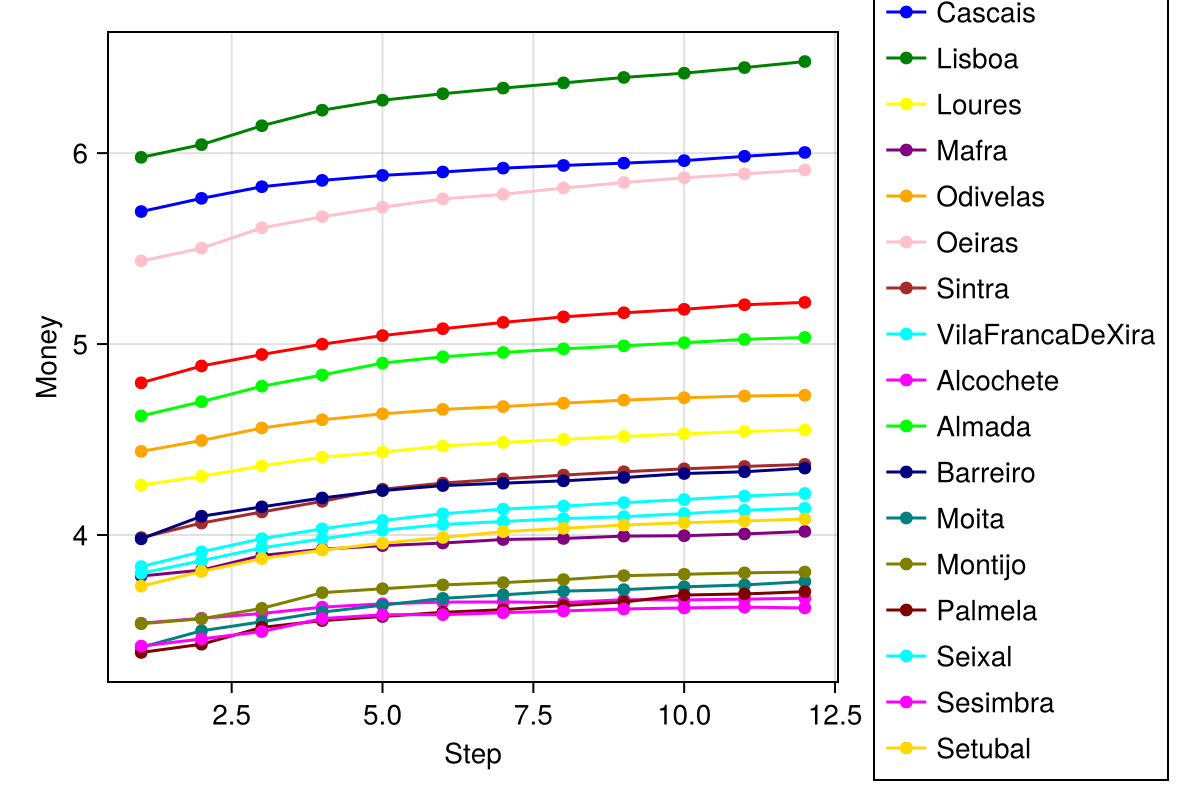 Cascais
Lisboa
Loures
Mafra
Odivelas
Oeiras
Sintra
VilaFrancaDeXira
Alcochete
Almada
Barreiro
Moita
Montijo
Palmela
Seixal
Sesimbra
Setubal
Money
6
5
4
2.5 5.0 7.5 10.0 12.5
Step